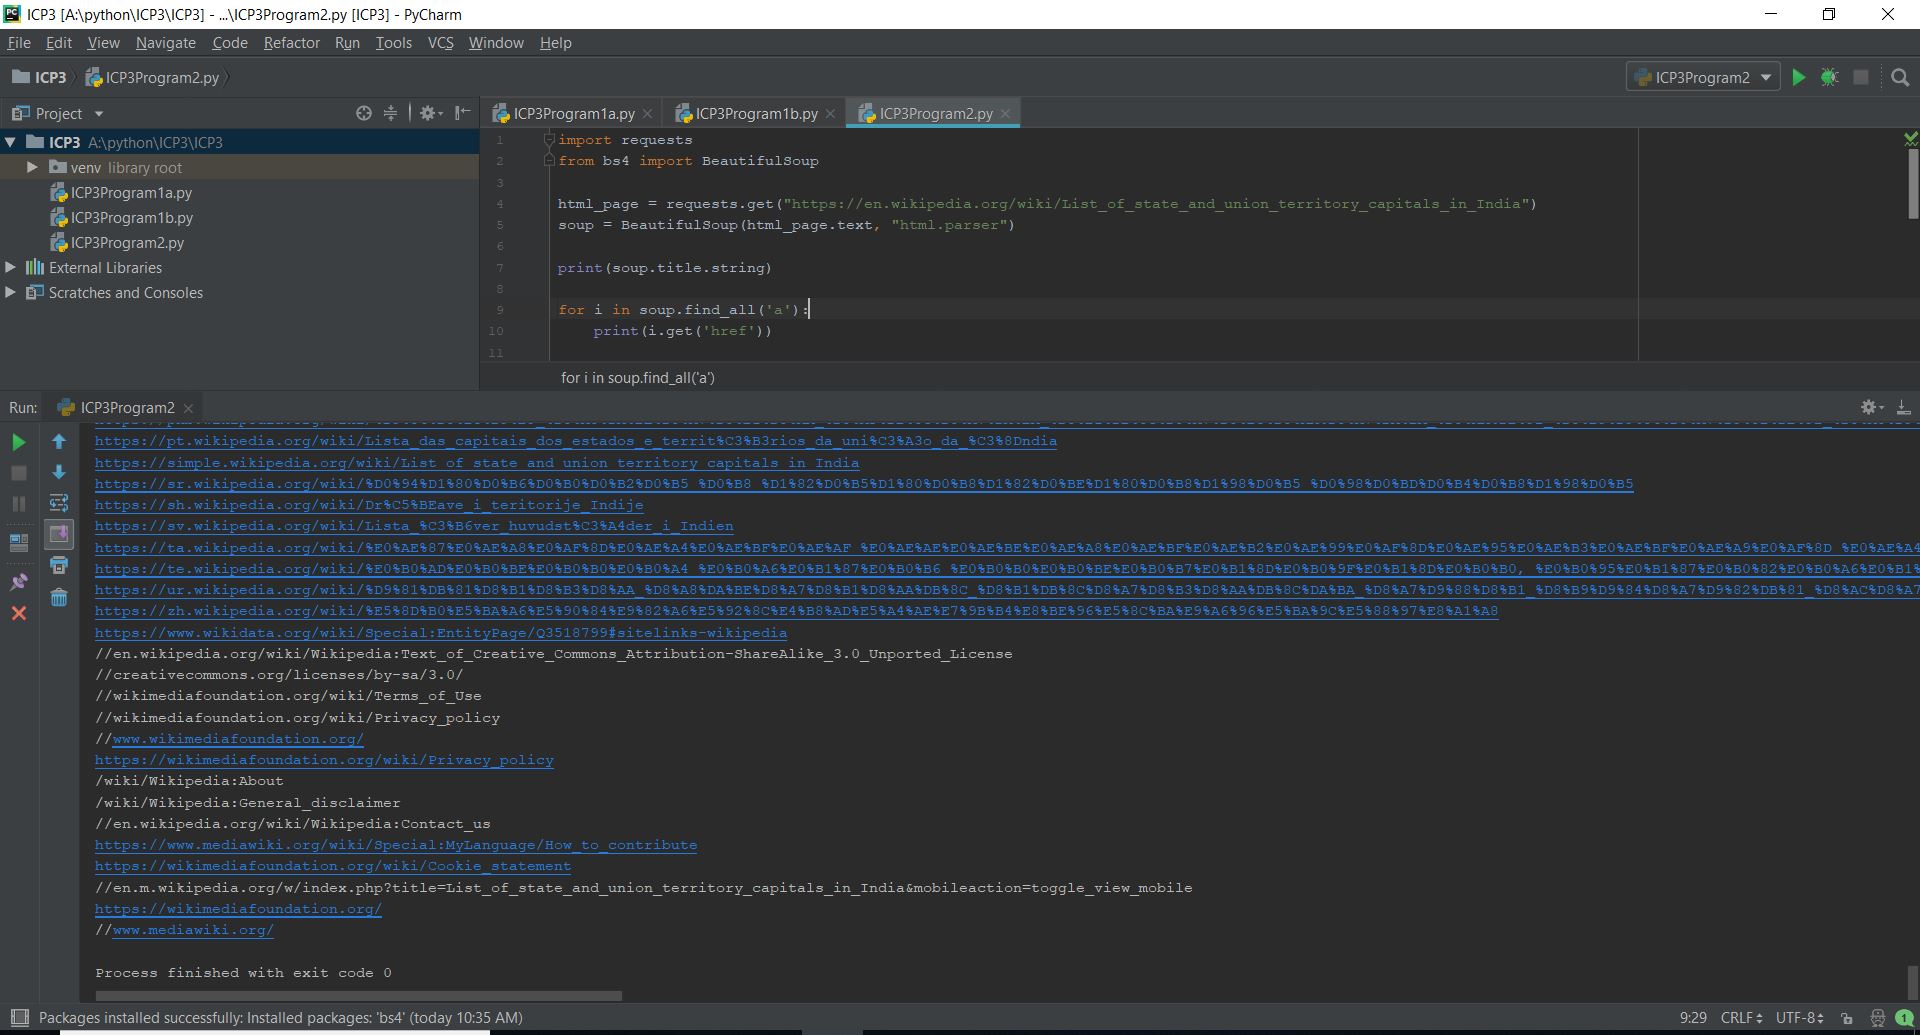 ICP3 [A:\python\ICP3\ICP3] - ...\ICP3Program2.py [ICP3] - PyCharm
File Edit View Navigate Code Refactor Run Tools VCS Window Help
ICP3 ICP3Program2.py
ICP3Program2
Project
ICP3Program1a.py ICP3Program1b.py ICP3Program2.py
ICP3 A:\python\ICP3\ICP3
venv library root
ICP3Program1a.py
ICP3Program1b.py
ICP3Program2.py
External Libraries
Scratches and Consoles
1 import requests
2 from bs4 import BeautifulSoup
3
4 html_page = requests.get("https://en.wikipedia.org/wiki/List_of_state_and_union_territory_capitals_in_India")
5 soup = BeautifulSoup(html_page.text, "html.parser")
6
7 print(soup.title.string)
8
9 for i in soup.find_all('a'):
10 print(i.get('href'))
11
for i in soup.find_all('a')
Run: ICP3Program2
https://pt.wikipedia.org/wiki/Lista_das_capitais_dos_estados_e_territ%C3%B3rios_da_uni%C3%A3o_da_%C3%8Dndia
https://simple.wikipedia.org/wiki/List_of_state_and_union_territory_capitals_in_India
https://sr.wikipedia.org/wiki/%D0%94%D1%80%D0%B6%D0%B0%D0%B2%D0%B5_%D0%B8_%D1%82%D0%B5%D1%80%D0%B8%D1%82%D0%BE%D1%80%D0%B8%D1%98%D0%B5_%D0%98%D0%BD%D0%B4%D0%B8%D1%98%D0%B5
https://sh.wikipedia.org/wiki/Dr%C5%BEave_i_teritorije_Indije
https://sv.wikipedia.org/wiki/Lista_%C3%B6ver_huvudst%C3%A4der_i_Indien
https://ta.wikipedia.org/wiki/%E0%AE%87%E0%AE%A8%E0%AF%8D%E0%AE%A4%E0%AE%BF%E0%AE%AF_%E0%AE%AE%E0%AE%BE%E0%AE%A8%E0%AE%BF%E0%AE%B2%E0%AE%99%E0%AF%8D%E0%AE%95%E0%AE%B3%E0%AE%BF%E0%AE%A9%E0%AF%8D_%E0%AE%A4
https://te.wikipedia.org/wiki/%E0%B0%AD%E0%B0%BE%E0%B0%B0%E0%B0%A4_%E0%B0%A6%E0%B1%87%E0%B0%B6_%E0%B0%B0%E0%B0%BE%E0%B0%B7%E0%B1%8D%E0%B0%9F%E0%B1%8D%E0%B0%B0,_%E0%B0%95%E0%B1%87%E0%B0%82%E0%B0%A6%E0%B1%
https://ur.wikipedia.org/wiki/%D9%81%DB%81%D8%B1%D8%B3%D8%AA_%D8%A8%DA%BE%D8%A7%D8%B1%D8%AA%DB%8C_%D8%B1%DB%8C%D8%A7%D8%B3%D8%AA%DB%8C%DA%BA_%D8%A7%D9%88%D8%B1_%D8%B9%D9%84%D8%A7%D9%82%DB%81_%D8%AC%D8%A7
https://zh.wikipedia.org/wiki/%E5%8D%B0%E5%BA%A6%E5%90%84%E9%82%A6%E5%92%8C%E4%B8%AD%E5%A4%AE%E7%9B%B4%E8%BE%96%E5%8C%BA%E9%A6%96%E5%BA%9C%E5%88%97%E8%A1%A8
https://www.wikidata.org/wiki/Special:EntityPage/Q3518799#sitelinks-wikipedia
//en.wikipedia.org/wiki/Wikipedia:Text_of_Creative_Commons_Attribution-ShareAlike_3.0_Unported_License
//creativecommons.org/licenses/by-sa/3.0/
//wikimediafoundation.org/wiki/Terms_of_Use
//wikimediafoundation.org/wiki/Privacy_policy
//www.wikimediafoundation.org/
https://wikimediafoundation.org/wiki/Privacy_policy
/wiki/Wikipedia:About
/wiki/Wikipedia:General_disclaimer
//en.wikipedia.org/wiki/Wikipedia:Contact_us
https://www.mediawiki.org/wiki/Special:MyLanguage/How_to_contribute
https://wikimediafoundation.org/wiki/Cookie_statement
//en.m.wikipedia.org/w/index.php?title=List_of_state_and_union_territory_capitals_in_India&mobileaction=toggle_view_mobile
https://wikimediafoundation.org/
//www.mediawiki.org/
Process finished with exit code 0
Packages installed successfully: Installed packages: 'bs4' (today 10:35 AM)
9:29 CRLF UTF-8 1